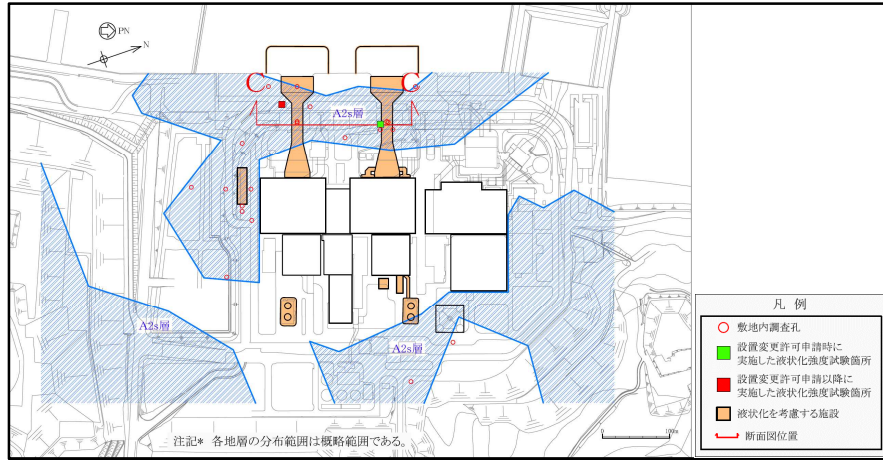 PN
N
C
C
A2s層
A2s層
A2s層
注記* 各地層の分布範囲は概略範囲である。
0
100m
凡 例
敷地内調査孔
設置変更許可申請時に
実施した液状化強度試験箇所
設置変更許可申請以降に
実施した液状化強度試験箇所
液状化を考慮する施設
断面図位置